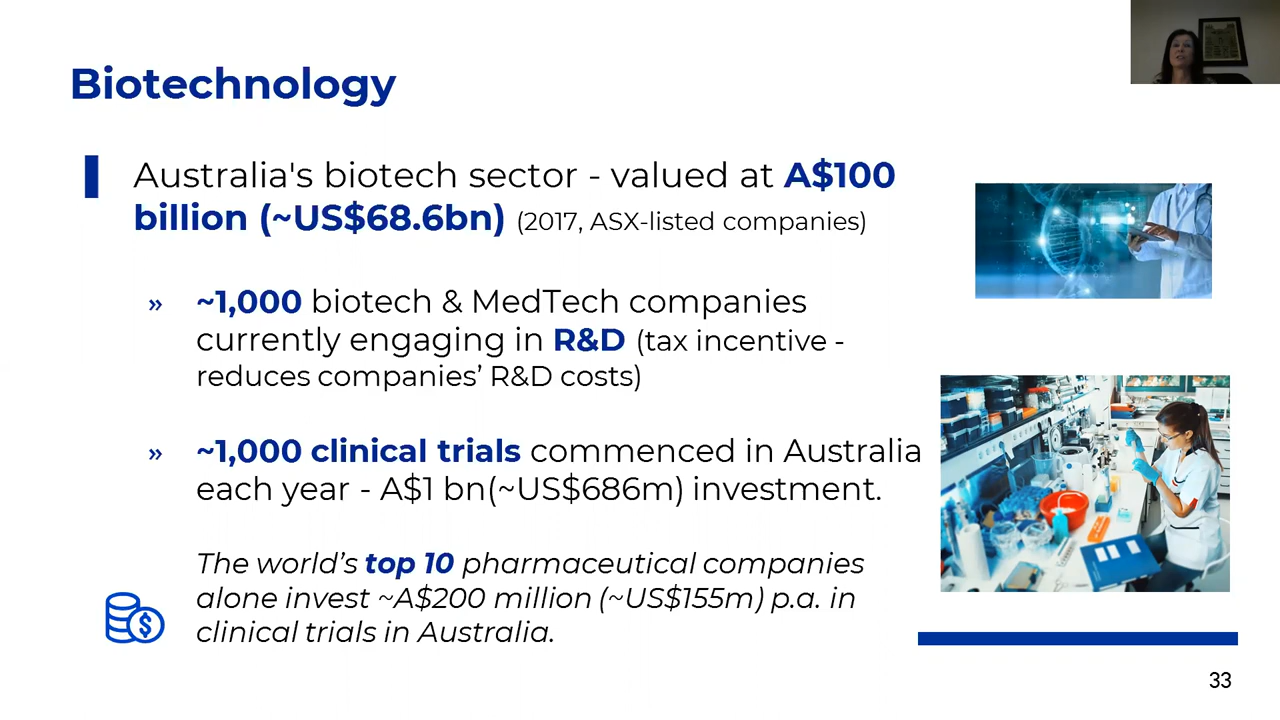 Biotechnology
Australia's biotech sector - valued at A$100
billion (~US$68.6bn) (2017, ASX-listed companies)
» ~1,000 biotech & MedTech companies
currently engaging in R&D (tax incentive -
reduces companies’ R&D costs)
» ~1,000 clinical trials commenced in Australia
each year - A$1 bn(~US$686m) investment.
The world’s top 10 pharmaceutical companies
alone invest ~A$200 million (~US$155m) p.a. in
clinical trials in Australia.
$
33